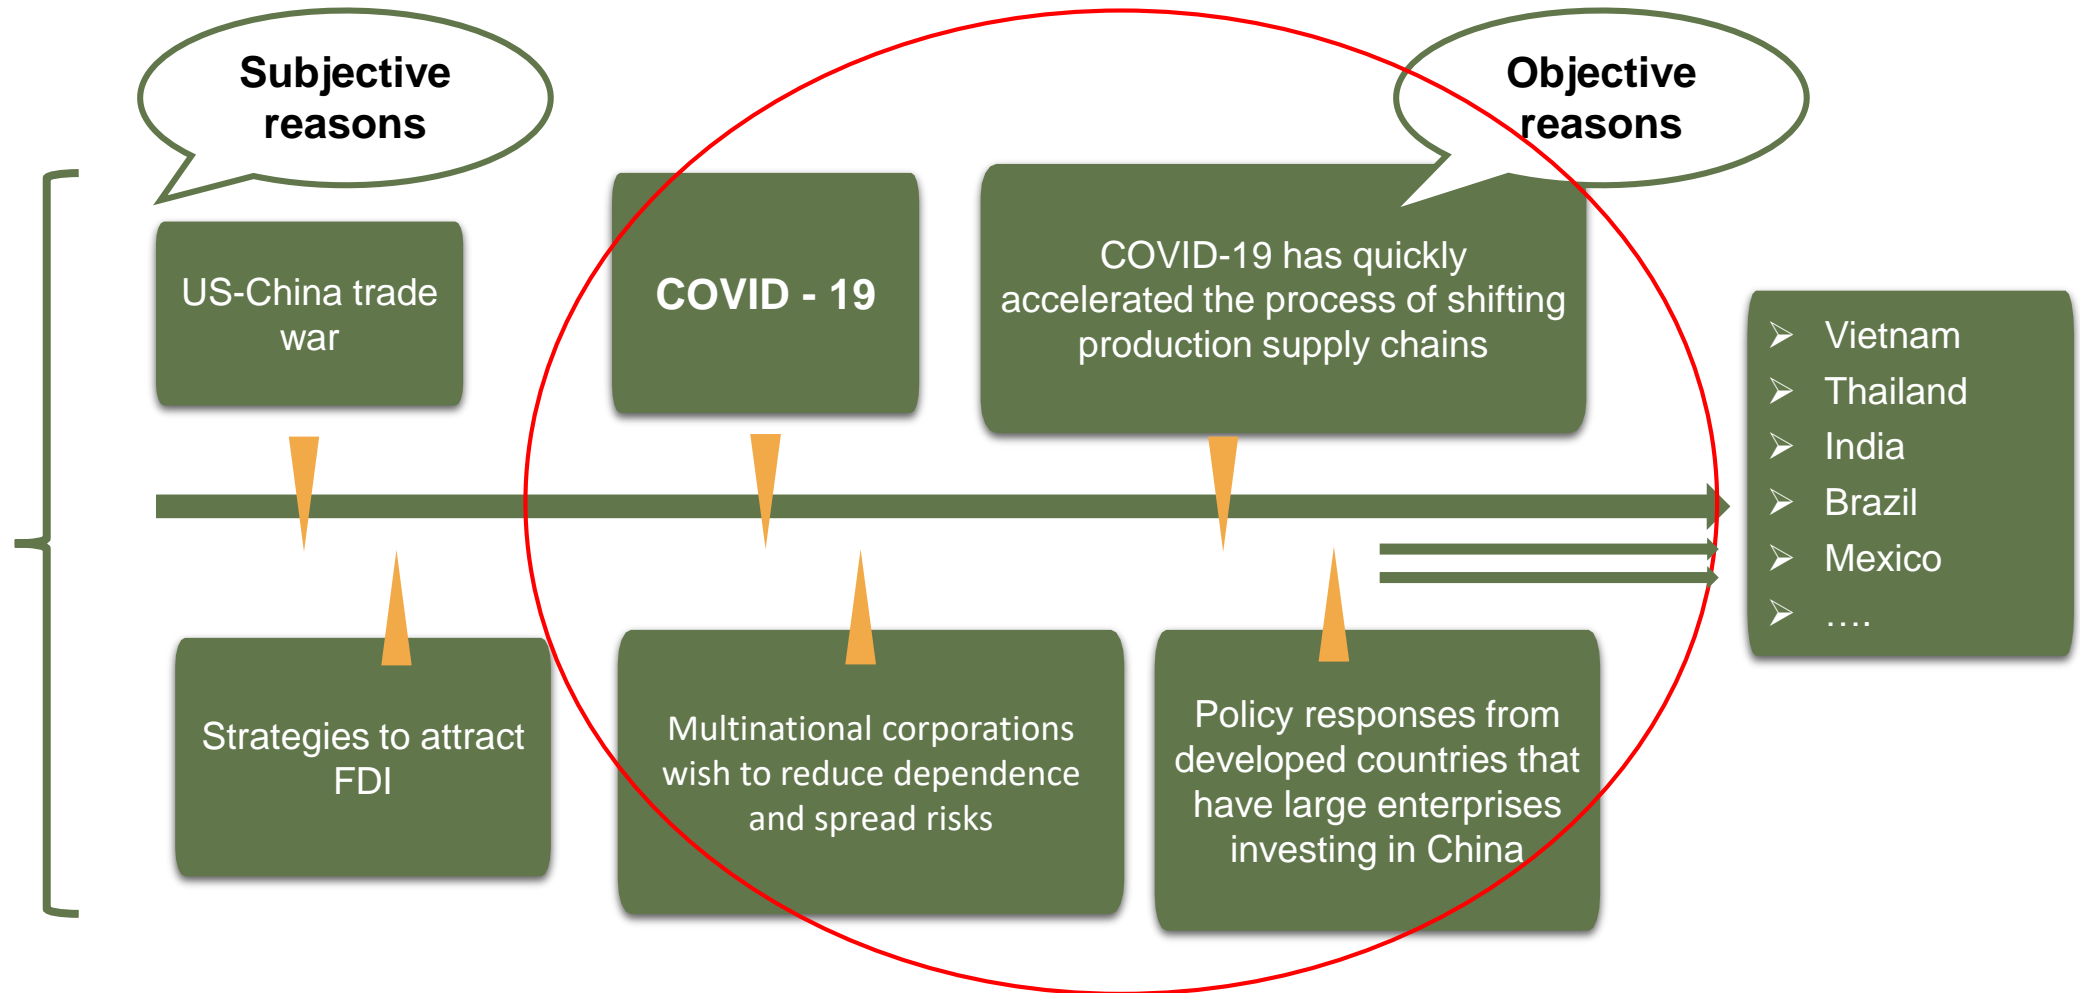 Subjective
reasons
Objective
reasons
US-China trade
war
COVID - 19
COVID-19 has quickly
accelerated the process of shifting
production supply chains
Strategies to attract
FDI
Multinational corporations
wish to reduce dependence
and spread risks
Policy responses from
developed countries that
have large enterprises
investing in China
Vietnam
Thailand
India
Brazil
Mexico
….